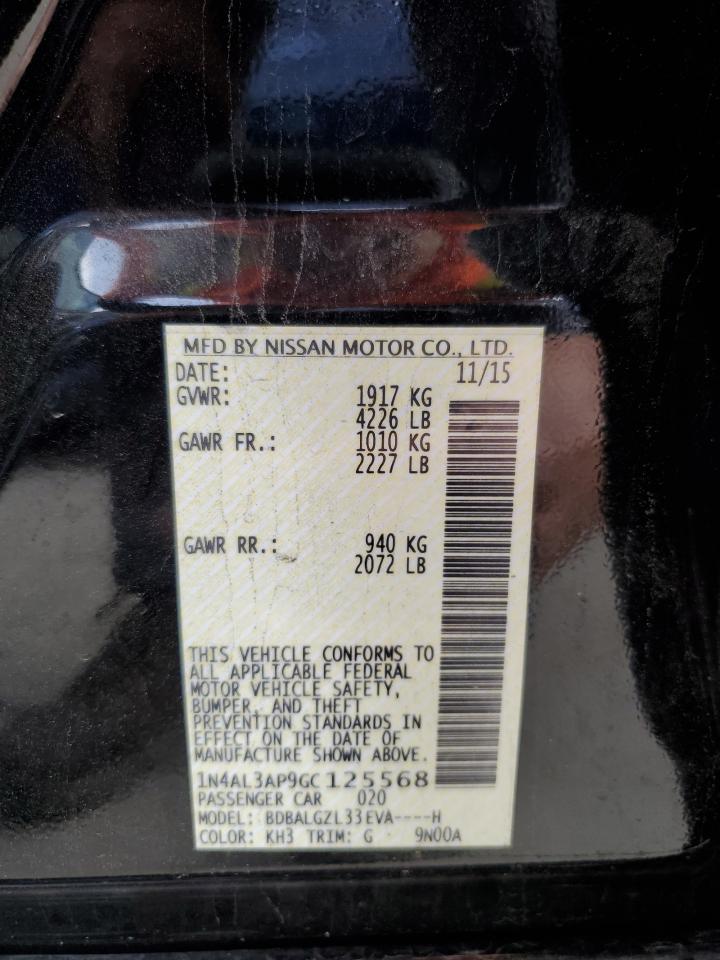 MFD BY NISSAN MOTOR CO., LTD.
DATE: 11/15
GVWR: 1917 KG
4226 LB
GAWR FR.: 1010 KG
2227 LB
GAWR RR.: 940 KG
2072 LB
THIS VEHICLE CONFORMS TO
ALL APPLICABLE FEDERAL
MOTOR VEHICLE SAFETY,
BUMPER, AND THEFT
PREVENTION STANDARDS IN
EFFECT ON THE DATE OF
MANUFACTURE SHOWN ABOVE.
1N4AL3AP9GC125568
PASSENGER CAR 020
MODEL: BDBALGZL33EVA----H
COLOR: KH3 TRIM: G 9N00A